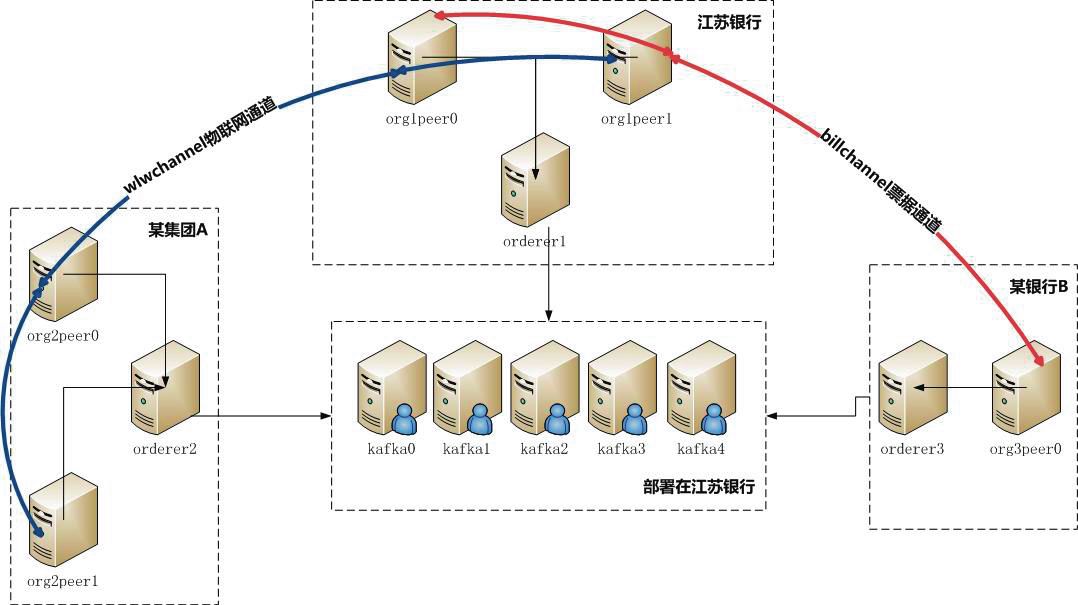 江苏银行
org1peer0
org1peer1
wlwchannel物联网通道
billchannel票据通道
orderer1
某集团A
org2peer0
orderer2
org2peer1
kafka0
kafka1
kafka2
kafka3
kafka4
部署在江苏银行
某银行B
orderer3
org3peer0